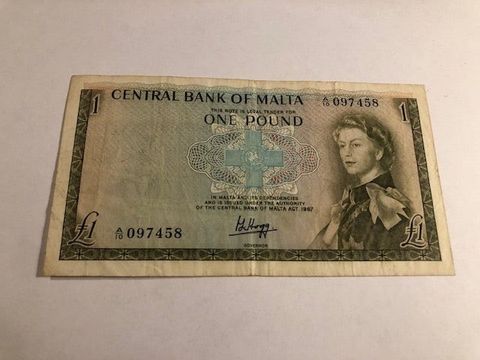 1
CENTRAL BANK OF MALTA
A/10 097458
1
THIS NOTE IS LEGAL TENDER FOR
ONE POUND
IN MALTA AND ITS DEPENDENCIES
AND IS ISSUED UNDER THE AUTHORITY
OF THE CENTRAL BANK OF MALTA ACT. 1967
£1
A/10 097458
GOVERNOR
£1